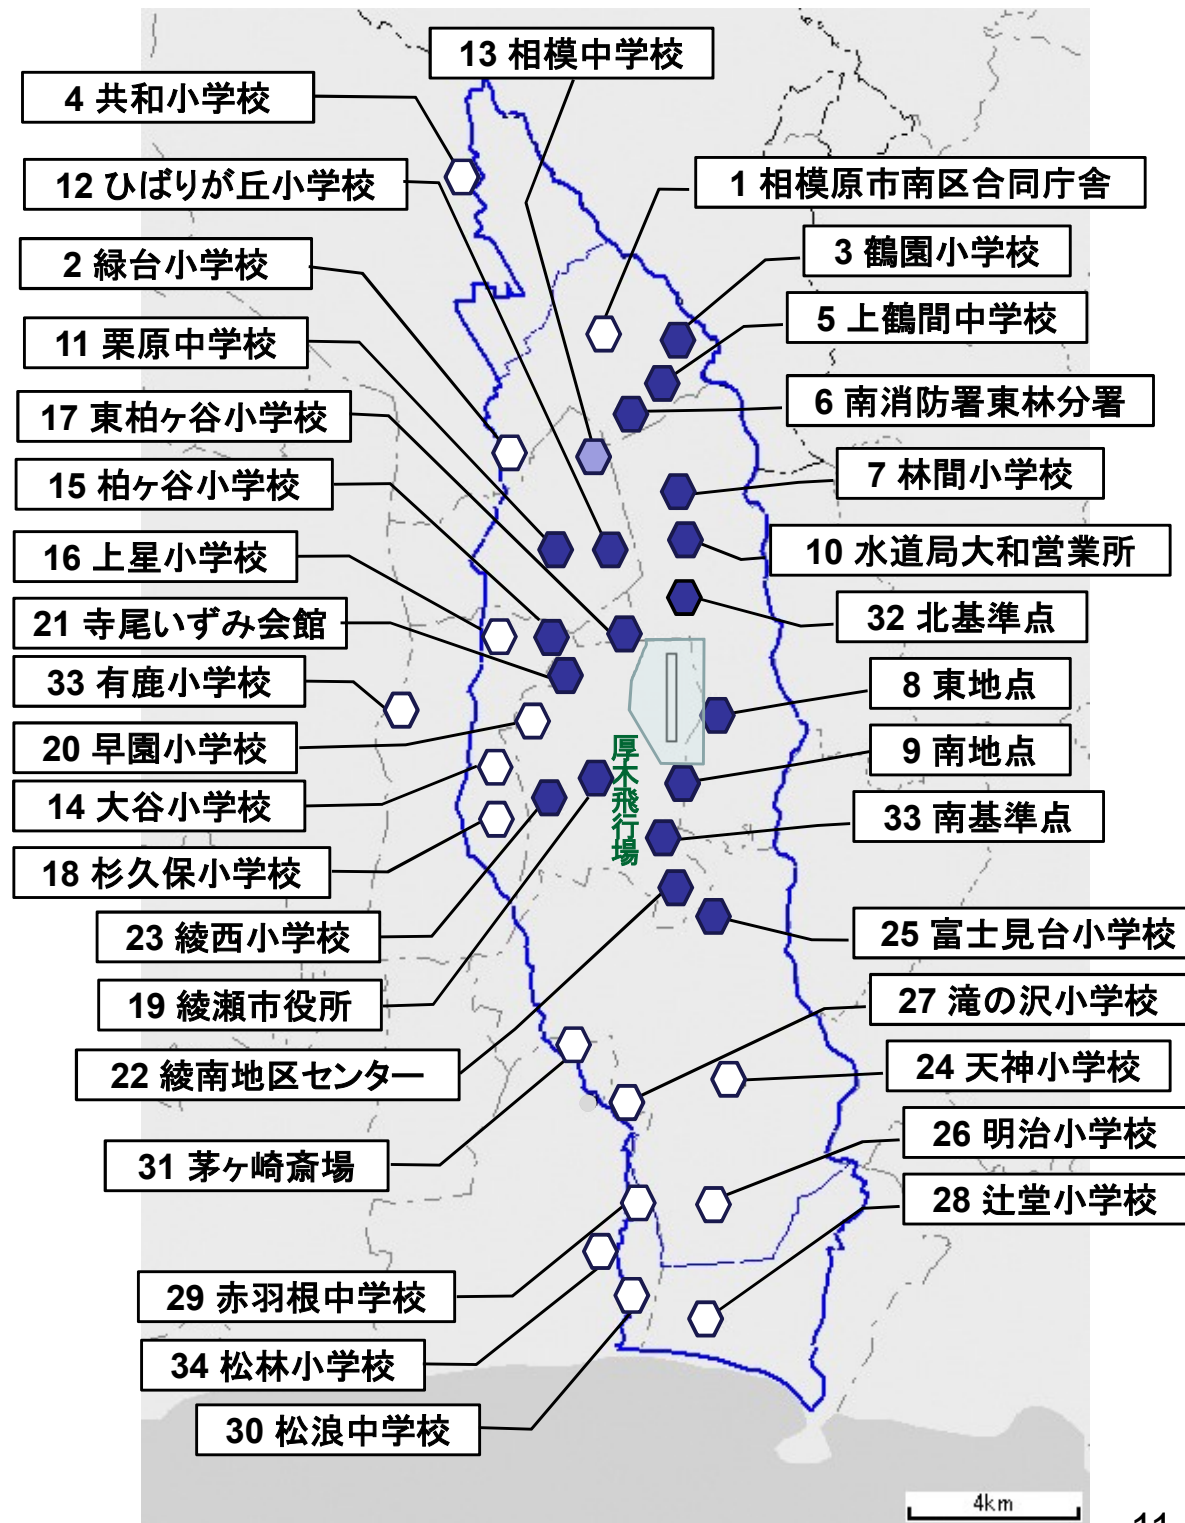 13 相模中学校
4 共和小学校
12 ひばりが丘小学校
1 相模原市南区合同庁舎
2 緑台小学校
3 鶴園小学校
11 栗原中学校
5 上鶴間中学校
17 東柏ヶ谷小学校
6 南消防署東林分署
15 柏ヶ谷小学校
7 林間小学校
16 上星小学校
10 水道局大和営業所
21 寺尾いずみ会館
32 北基準点
33 有鹿小学校
8 東地点
20 早園小学校
9 南地点
厚木飛行場
14 大谷小学校
33 南基準点
18 杉久保小学校
23 綾西小学校
25 富士見台小学校
19 綾瀬市役所
27 滝の沢小学校
22 綾南地区センター
24 天神小学校
31 茅ヶ崎斎場
26 明治小学校
28 辻堂小学校
29 赤羽根中学校
34 松林小学校
30 松浪中学校
4km
11